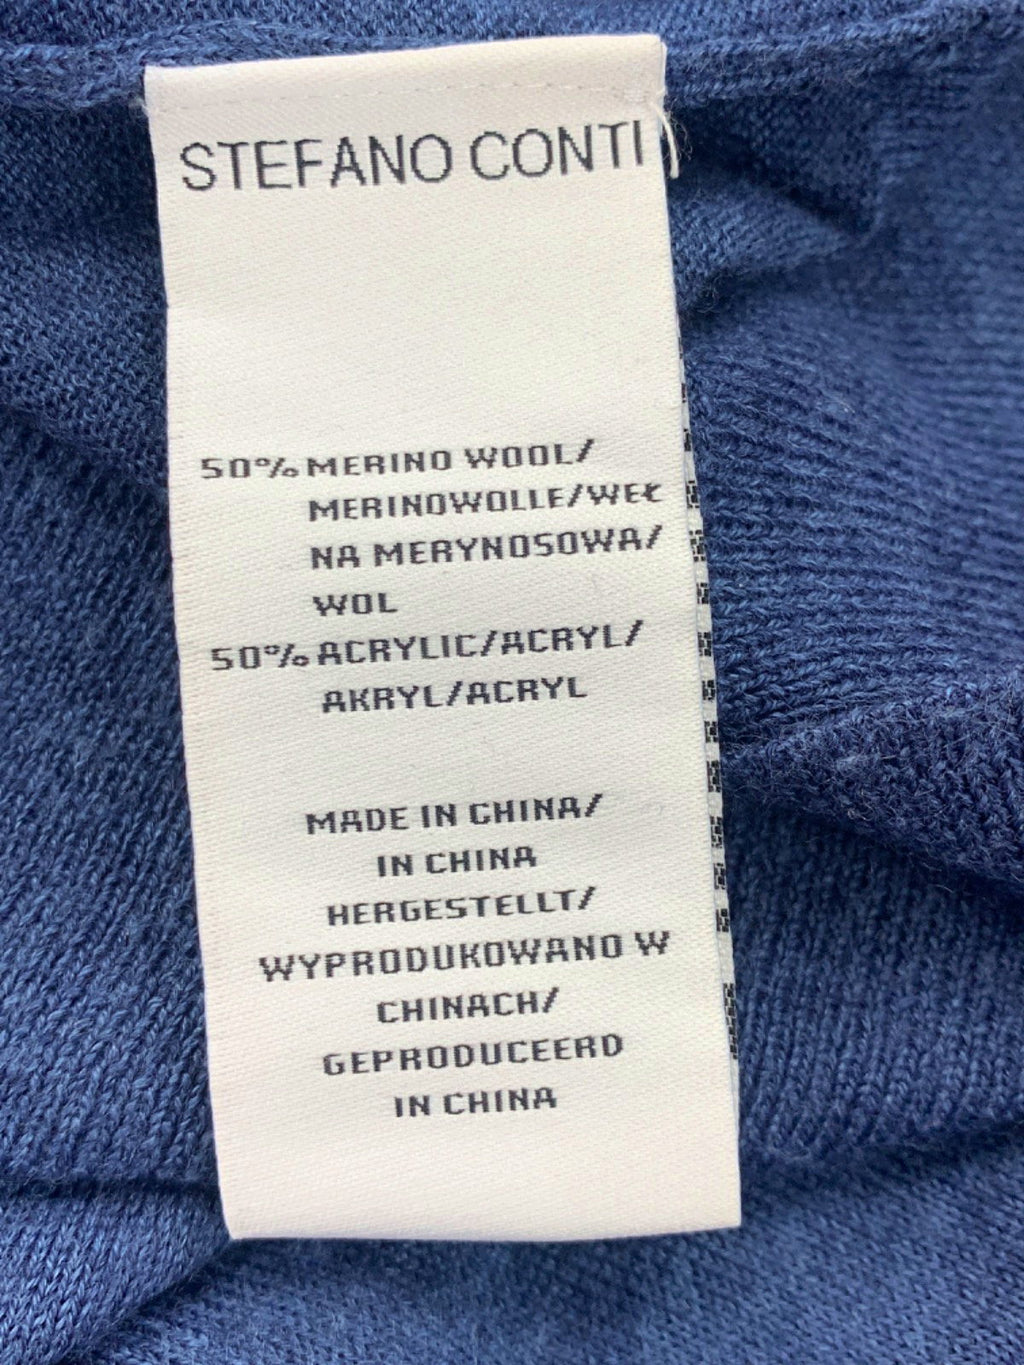 STEFANO CONTI
50% MERINO WOOL/
MERINOWOLLE/WEŁ
NA MERYNOSOWA/
WOL
50% ACRYLIC/ACRYL/
AKRYL/ACRYL
MADE IN CHINA/
IN CHINA
HERGESTELLT/
WYPRODUKOWANO W
CHINACH/
GEPRODUCEERD
IN CHINA